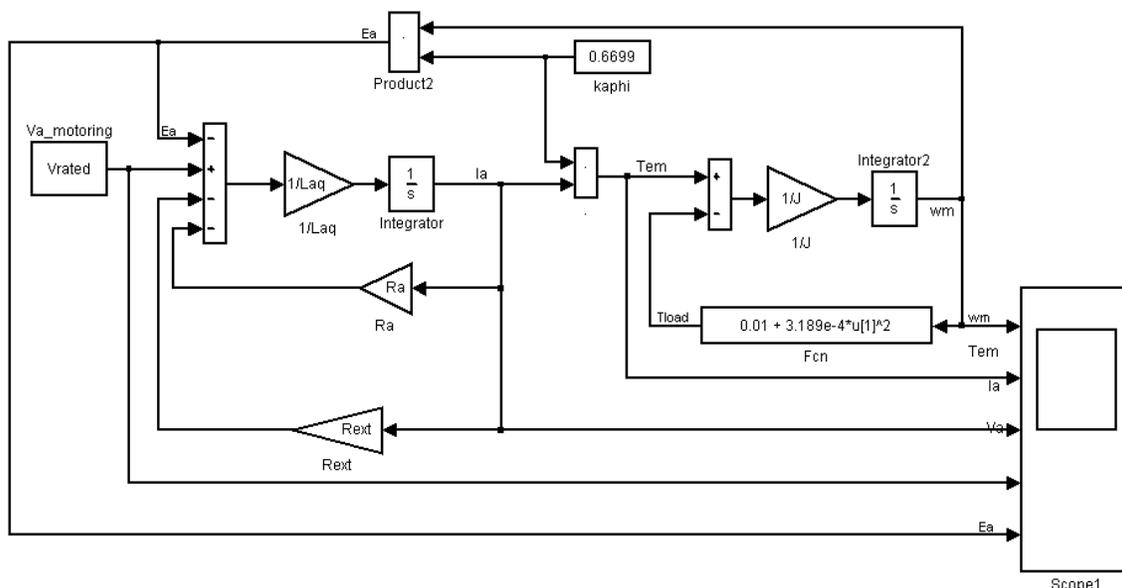 Ea
0.6699
Product2
kaphi
Va_motoring
Ea
Vrated
-
+
-
-
1/Laq
1/Laq
1
s
Integrator
Ia
.
.
.
Tem
+
-
1/J
1/J
Integrator2
1
s
wm
Ra
Ra
Tload
0.01 + 3.189e-4*u[1]^2
Fcn
wm
Tem
Ia
Rext
Rext
Va
Ea
Scope1